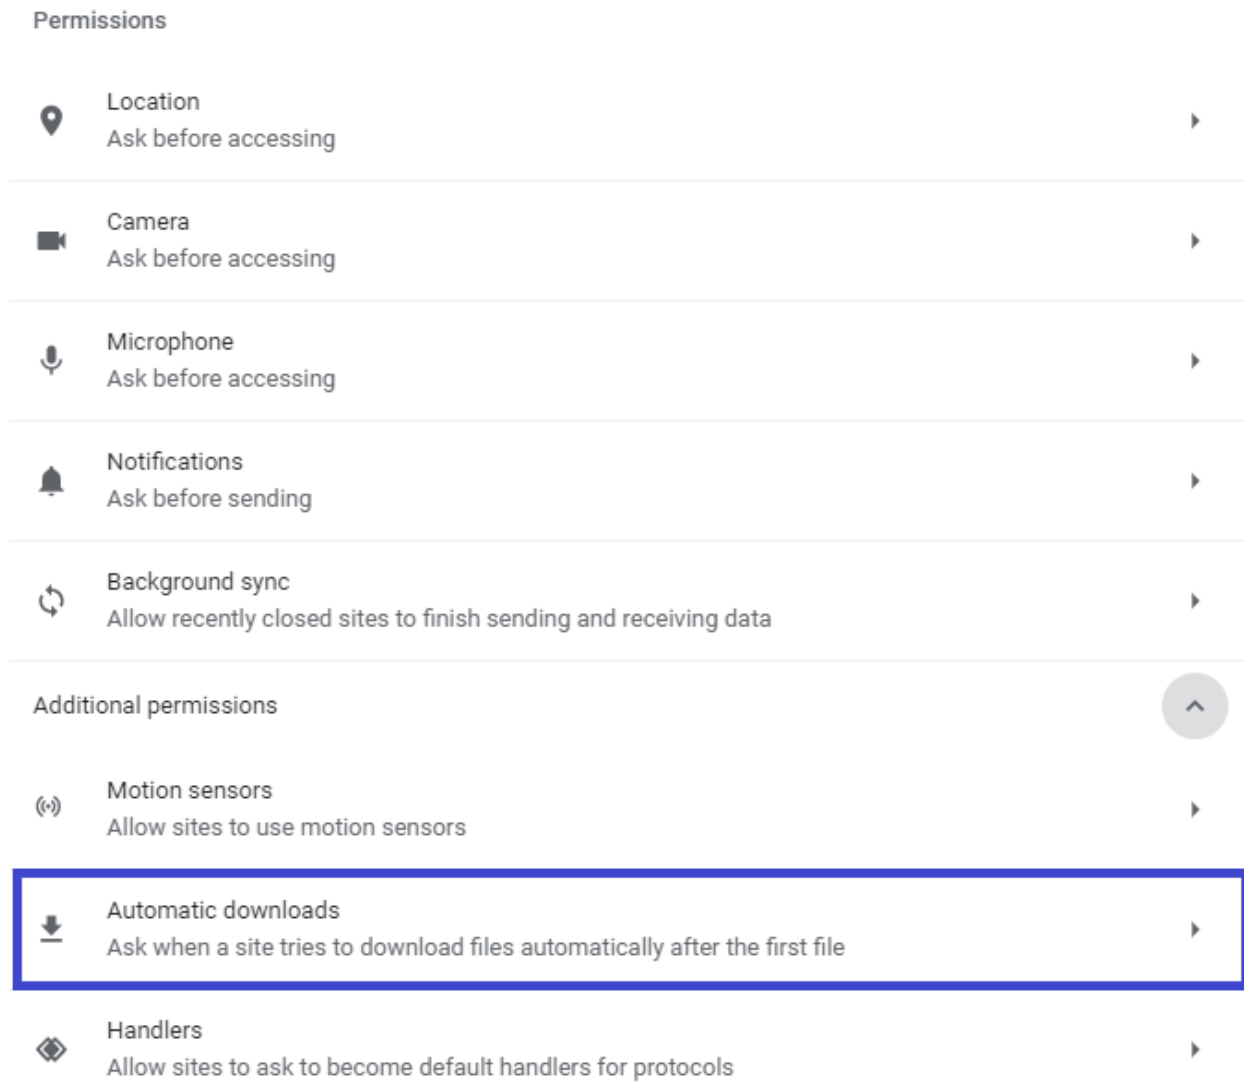 Permissions
Location
Ask before accessing
Camera
Ask before accessing
Microphone
Ask before accessing
Notifications
Ask before sending
Background sync
Allow recently closed sites to finish sending and receiving data
Additional permissions
Motion sensors
Allow sites to use motion sensors
Automatic downloads
Ask when a site tries to download files automatically after the first file
Handlers
Allow sites to ask to become default handlers for protocols